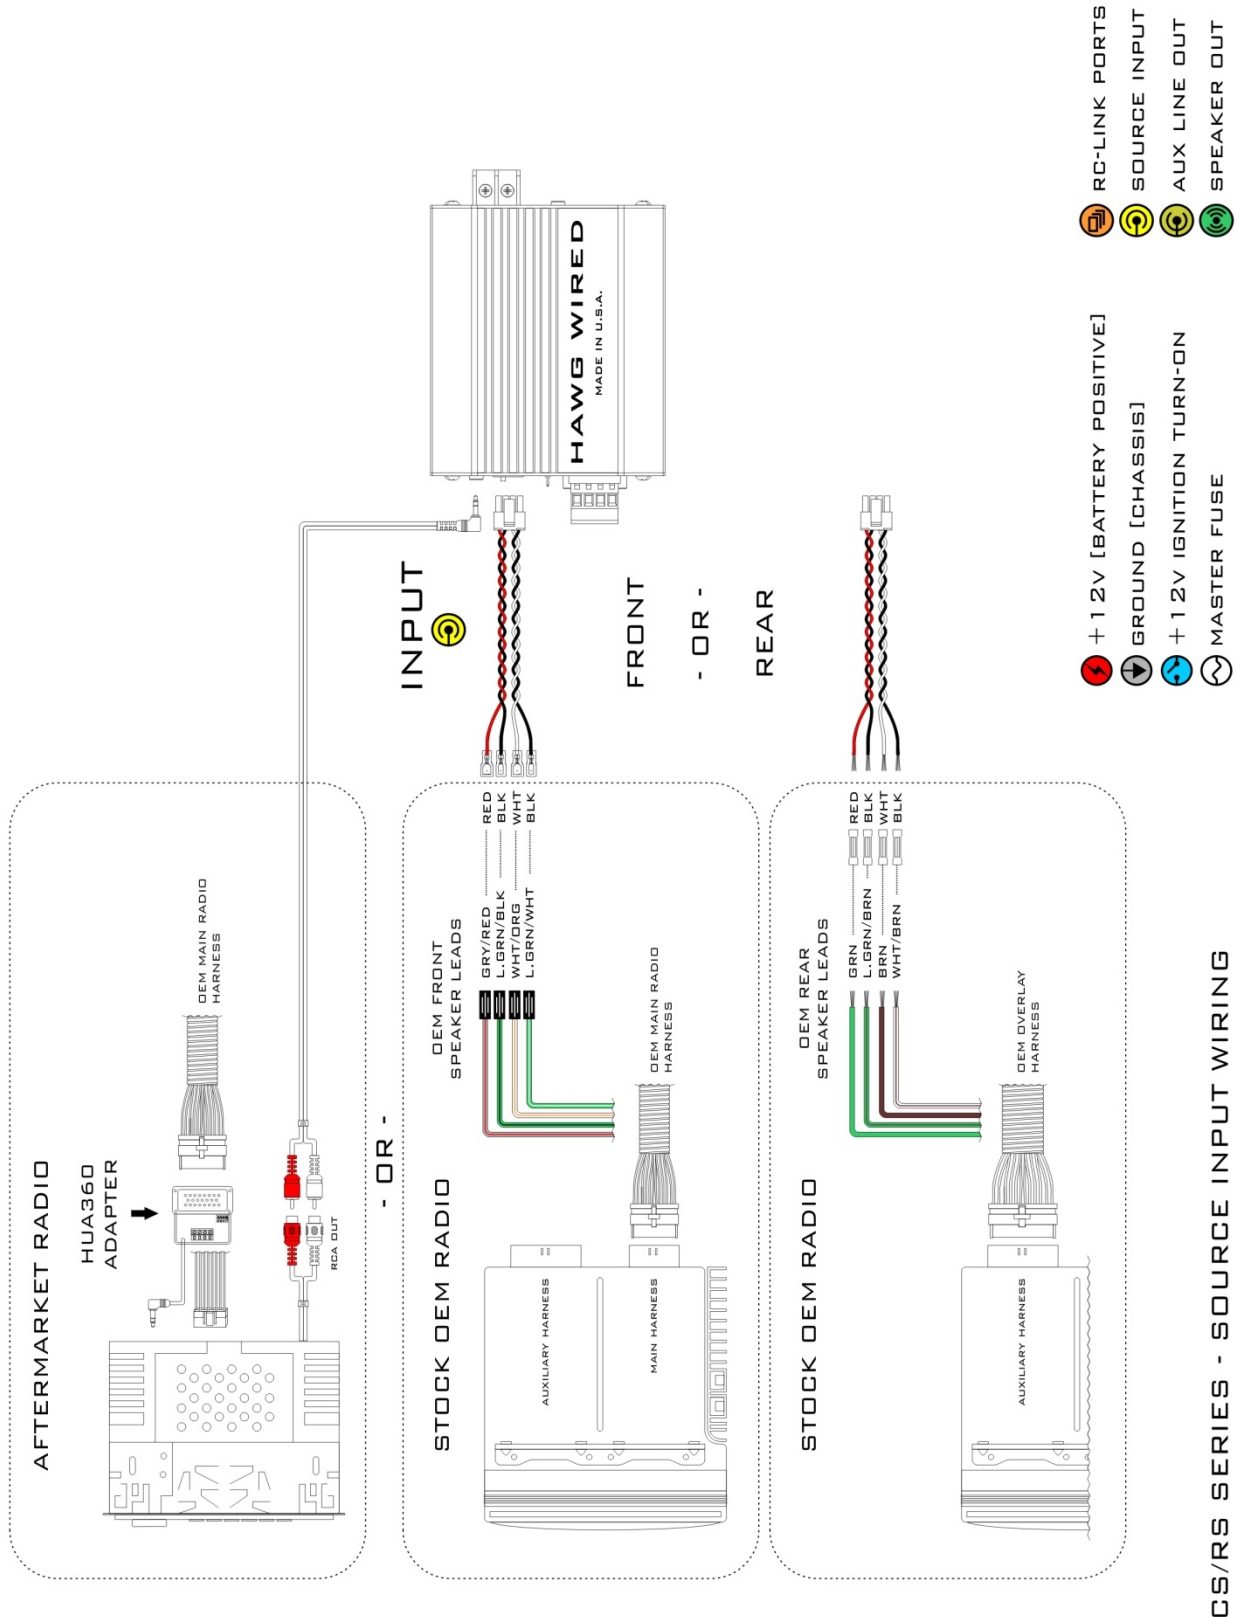 AFTERMARKET RADIO
HUA360
ADAPTER
OEM MAIN RADIO
HARNESS
RCA OUT
- OR -
STOCK OEM RADIO
OEM FRONT
SPEAKER LEADS
GRY/RED
RED
L.GRN/BLK
BLK
WHT/ORG
WHT
L.GRN/WHT
BLK
OEM MAIN RADIO
HARNESS
AUXILIARY HARNESS
MAIN HARNESS
STOCK OEM RADIO
OEM REAR
SPEAKER LEADS
GRN
RED
L.GRN/BRN
BLK
BRN
WHT
WHT/BRN
BLK
OEM OVERLAY
HARNESS
AUXILIARY HARNESS
INPUT
FRONT
- OR -
REAR
HAWG WIRED
MADE IN U.S.A.
CS/RS SERIES - SOURCE INPUT WIRING
+12V [BATTERY POSITIVE]
GROUND [CHASSIS]
+12V IGNITION TURN-ON
MASTER FUSE
RC-LINK PORTS
SOURCE INPUT
AUX LINE OUT
SPEAKER OUT